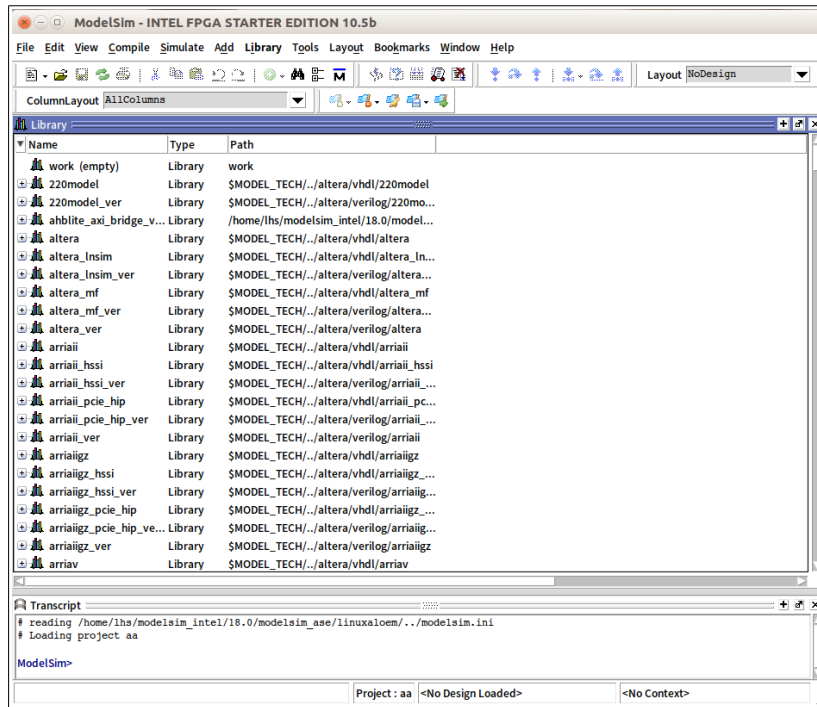 ModelSim - INTEL FPGA STARTER EDITION 10.5b
File Edit View Compile Simulate Add Library Tools Layout Bookmarks Window Help
Layout NoDesign
ColumnLayout AllColumns
Library
Name Type Path
work (empty) Library work
220model Library $MODEL_TECH/../altera/vhdl/220model
220model_ver Library $MODEL_TECH/../altera/verilog/220mo...
ahblite_axi_bridge_v... Library /home/lhs/modelsim_intel/18.0/model...
altera Library $MODEL_TECH/../altera/vhdl/altera
altera_lnsim Library $MODEL_TECH/../altera/vhdl/altera_ln...
altera_lnsim_ver Library $MODEL_TECH/../altera/verilog/altera...
altera_mf Library $MODEL_TECH/../altera/vhdl/altera_mf
altera_mf_ver Library $MODEL_TECH/../altera/verilog/altera...
altera_ver Library $MODEL_TECH/../altera/verilog/altera
arriaii Library $MODEL_TECH/../altera/vhdl/arriaii
arriaii_hssi Library $MODEL_TECH/../altera/vhdl/arriaii_hssi
arriaii_hssi_ver Library $MODEL_TECH/../altera/verilog/arriaii_...
arriaii_pcie_hip Library $MODEL_TECH/../altera/vhdl/arriaii_pc...
arriaii_pcie_hip_ver Library $MODEL_TECH/../altera/verilog/arriaii_...
arriaii_ver Library $MODEL_TECH/../altera/verilog/arriaii
arriaiigz Library $MODEL_TECH/../altera/vhdl/arriaiigz
arriaiigz_hssi Library $MODEL_TECH/../altera/vhdl/arriaiigz_...
arriaiigz_hssi_ver Library $MODEL_TECH/../altera/verilog/arriaiig...
arriaiigz_pcie_hip Library $MODEL_TECH/../altera/vhdl/arriaiigz_...
arriaiigz_pcie_hip_ve... Library $MODEL_TECH/../altera/verilog/arriaiig...
arriaiigz_ver Library $MODEL_TECH/../altera/verilog/arriaiigz
arriav Library $MODEL_TECH/../altera/vhdl/arriav
Transcript
# reading /home/lhs/modelsim_intel/18.0/modelsim_ase/linuxaloem/../modelsim.ini
# Loading project aa
ModelSim>
Project : aa <No Design Loaded> <No Context>